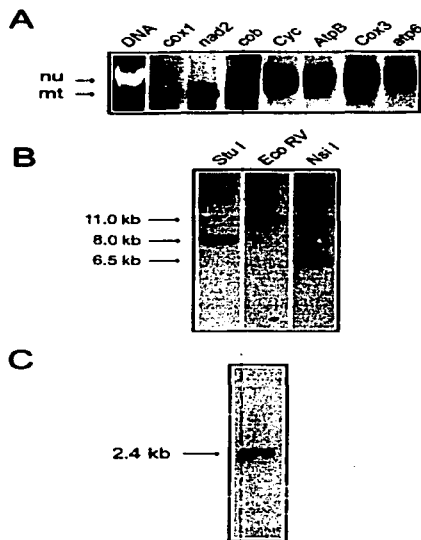 A
DNA cox1 nad2 cob Cyc AtpB Cox3 atp6
nu
mt
B
Stu I Eco RV Nsi I
11.0 kb
8.0 kb
6.5 kb
C
2.4 kb